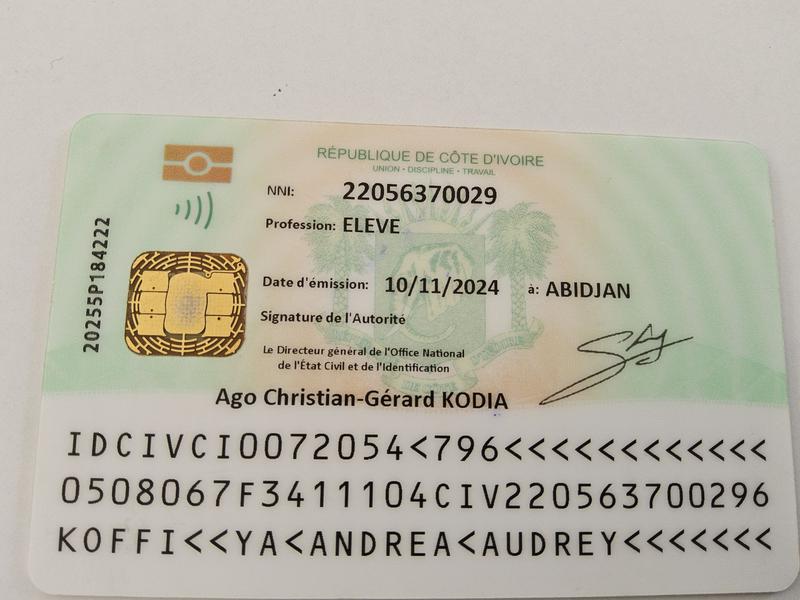 RÉPUBLIQUE DE CÔTE D'IVOIRE
UNION - DISCIPLINE - TRAVAIL
NNI: 22056370029
Profession: ELEVE
Date d'émission: 10/11/2024 à: ABIDJAN
Signature de l'Autorité
Le Directeur général de l'Office National
de l'État Civil et de l'Identification
Ago Christian-Gérard KODIA
20255P184222
IDCIVCI0072054<796<<<<<<<<<<<<
0508067F3411104CIV220563700296
KOFFI<<YA<ANDREA<AUDREY<<<<<<<